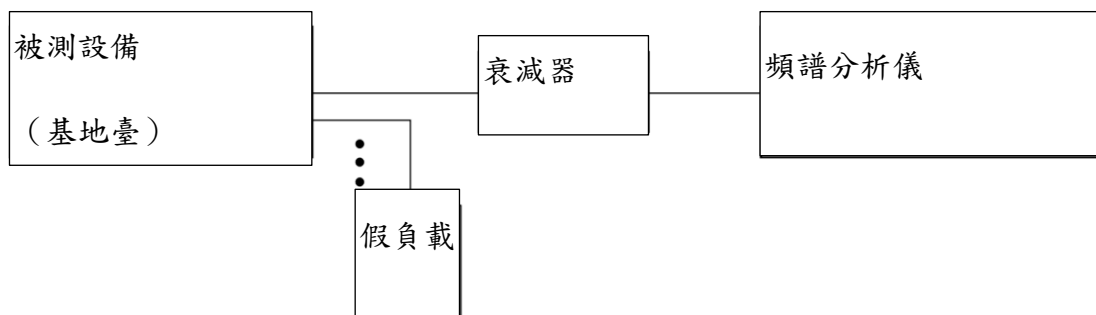 被測設備
（基地臺）
衰減器
頻譜分析儀
假負載